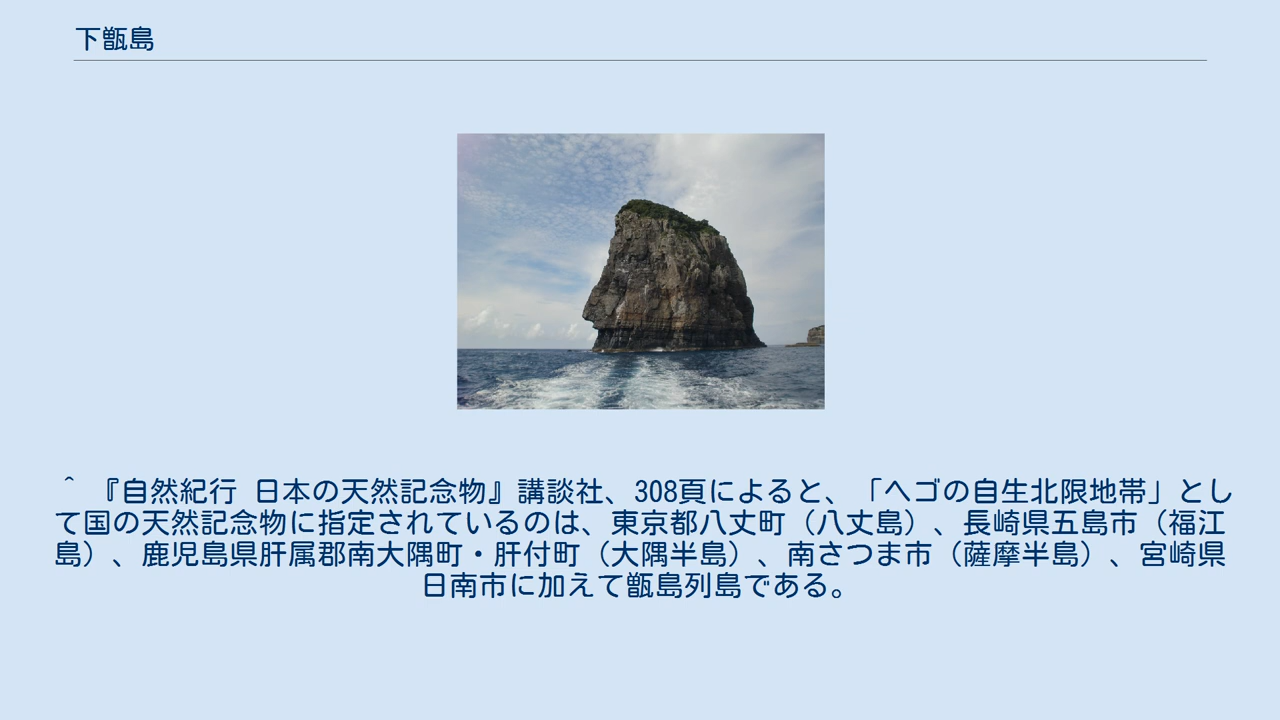 下甑島
^ 『自然紀行 日本の天然記念物』講談社、308頁によると、「ヘゴの自生北限地帯」とし
て国の天然記念物に指定されているのは、東京都八丈町（八丈島）、長崎県五島市（福江
島）、鹿児島県肝属郡南大隅町・肝付町（大隅半島）、南さつま市（薩摩半島）、宮崎県
日南市に加えて甑島列島である。